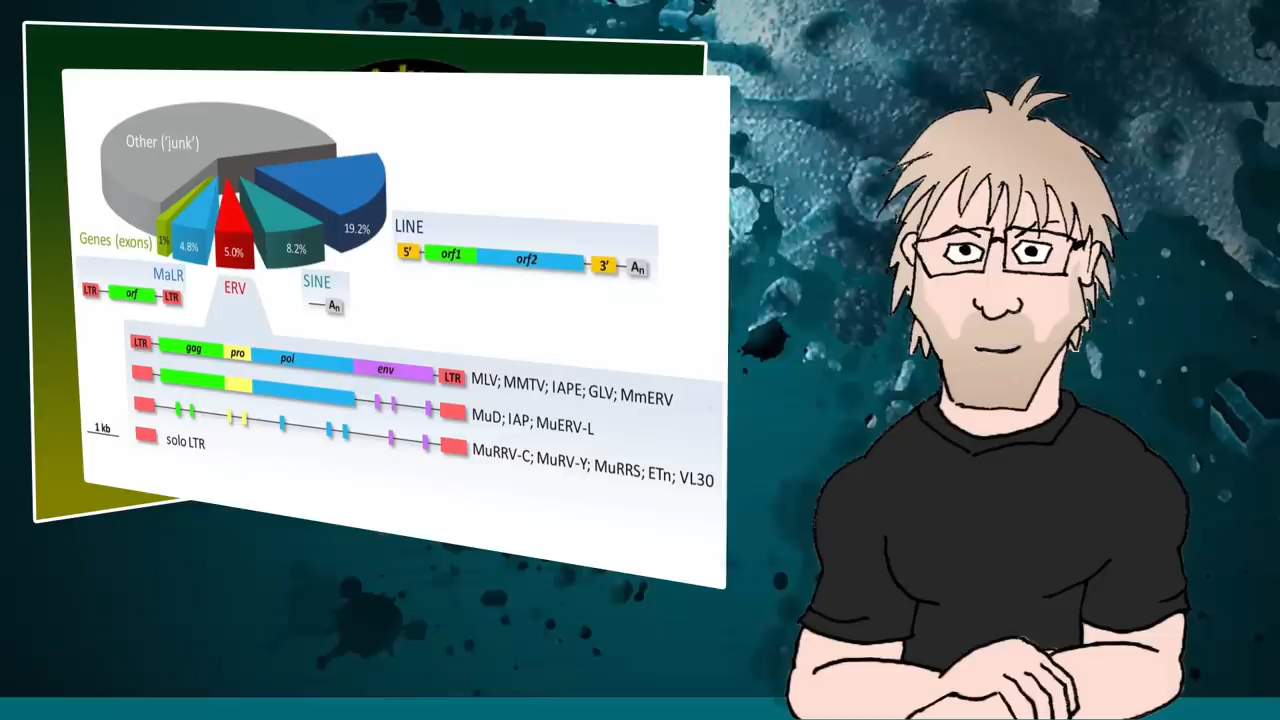 Other ('junk')
Genes (exons)
1%
4.8%
5.0%
8.2%
19.2%
LINE
5' orf1 orf2 3' An
MaLR
LTR orf LTR
ERV
SINE
An
LTR gag pro pol env LTR MLV; MMTV; IAPE; GLV; MmERV
MuD; IAP; MuERV-L
MuRRV-C; MuRV-Y; MuRRS; ETn; VL30
1 kb
solo LTR